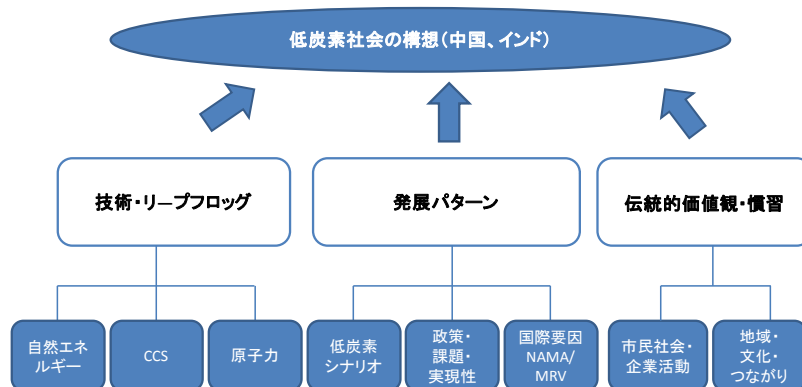 低炭素社会の構想(中国、インド)
技術・リープフロッグ
発展パターン
伝統的価値観・慣習
自然エネ
ルギー
CCS
原子力
低炭素
シナリオ
政策・
課題・
実現性
国際要因
NAMA/
MRV
市民社会・
企業活動
地域・
文化・
つながり